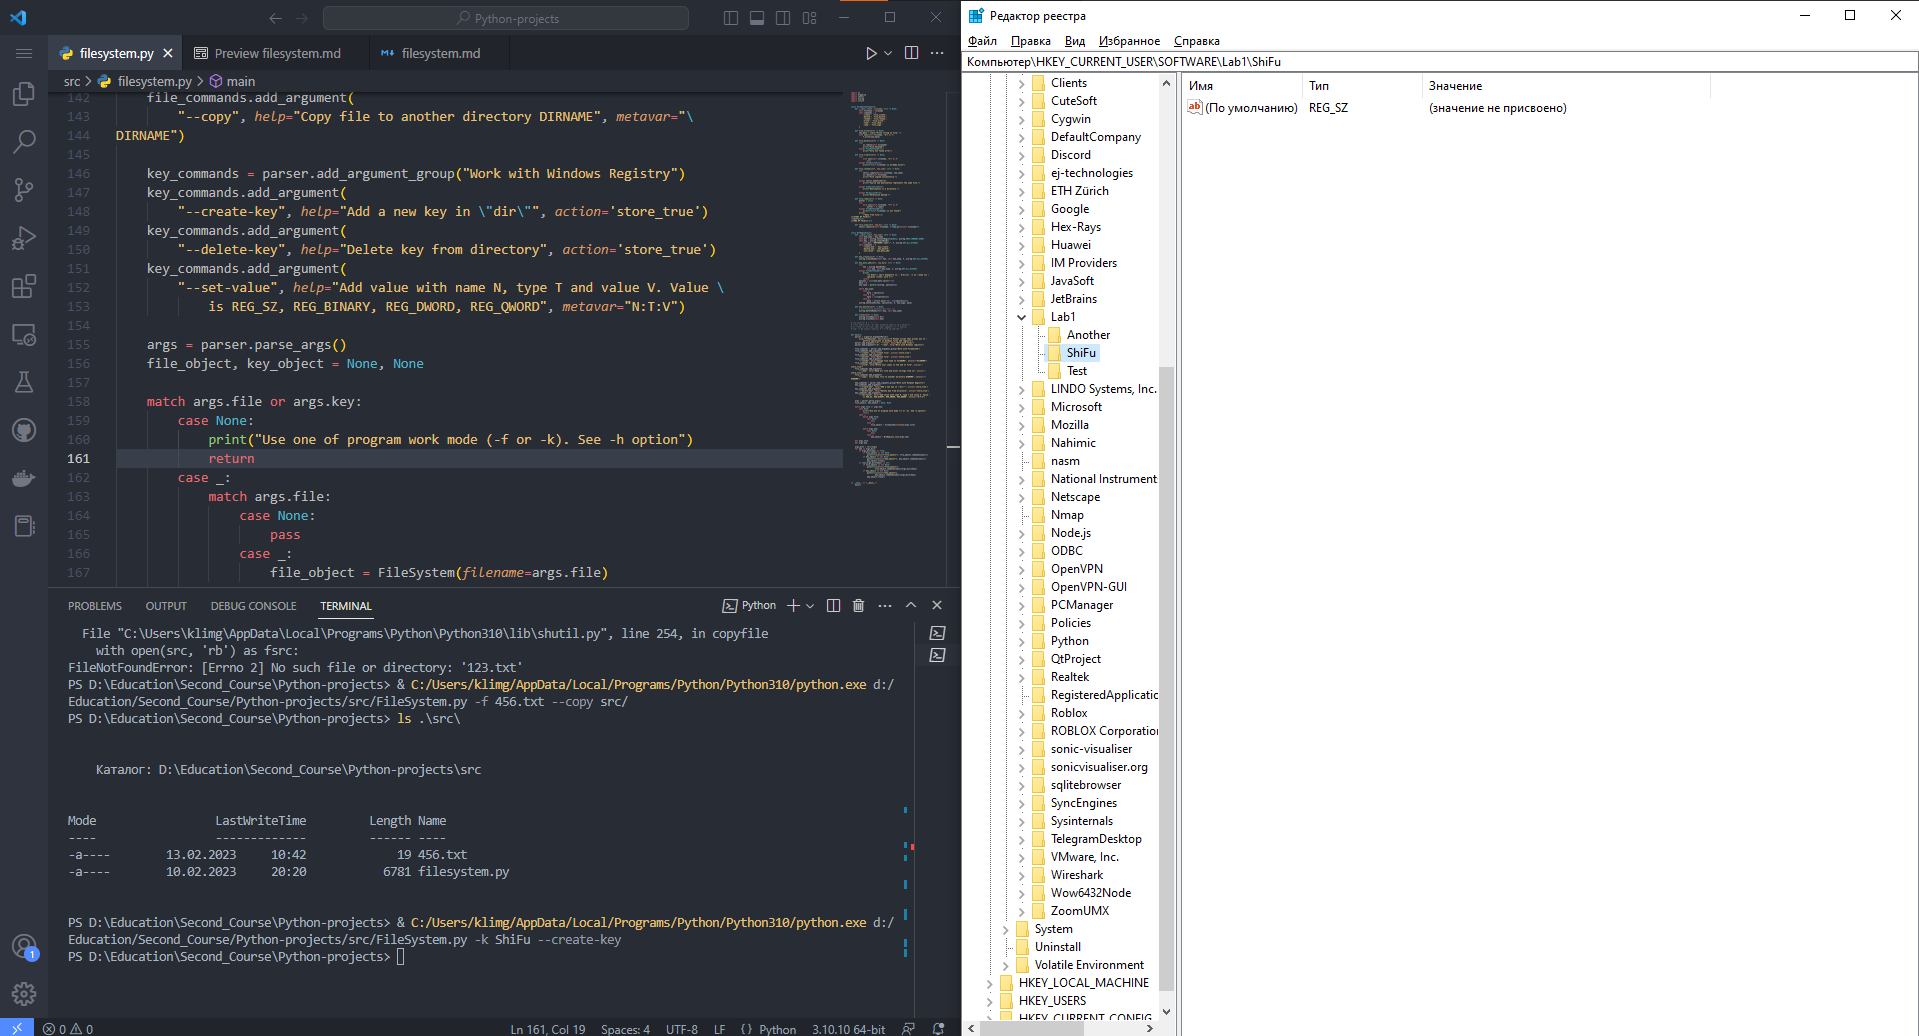 Python-projects
filesystem.py
Preview filesystem.md
filesystem.md
src > filesystem.py > main
142 file_commands.add_argument(
143 "--copy", help="Copy file to another directory DIRNAME", metavar="\
144 DIRNAME")
145
146 key_commands = parser.add_argument_group("Work with Windows Registry")
147 key_commands.add_argument(
148 "--create-key", help="Add a new key in \"dir\"", action='store_true')
149 key_commands.add_argument(
150 "--delete-key", help="Delete key from directory", action='store_true')
151 key_commands.add_argument(
152 "--set-value", help="Add value with name N, type T and value V. Value \
153 is REG_SZ, REG_BINARY, REG_DWORD, REG_QWORD", metavar="N:T:V")
154
155 args = parser.parse_args()
156 file_object, key_object = None, None
157
158 match args.file or args.key:
159 case None:
160 print("Use one of program work mode (-f or -k). See -h option")
161 return
162 case _:
163 match args.file:
164 case None:
165 pass
166 case _:
167 file_object = FileSystem(filename=args.file)
PROBLEMS OUTPUT DEBUG CONSOLE TERMINAL
Python
File "C:\Users\klimg\AppData\Local\Programs\Python\Python310\lib\shutil.py", line 254, in copyfile
with open(src, 'rb') as fsrc:
FileNotFoundError: [Errno 2] No such file or directory: '123.txt'
PS D:\Education\Second_Course\Python-projects> & C:/Users/klimg/AppData/Local/Programs/Python/Python310/python.exe d:/
Education/Second_Course/Python-projects/src/FileSystem.py -f 456.txt --copy src/
PS D:\Education\Second_Course\Python-projects> ls .\src\
Каталог: D:\Education\Second_Course\Python-projects\src
Mode LastWriteTime Length Name
---- ------------- ------ ----
-a---- 13.02.2023 10:42 19 456.txt
-a---- 10.02.2023 20:20 6781 filesystem.py
PS D:\Education\Second_Course\Python-projects> & C:/Users/klimg/AppData/Local/Programs/Python/Python310/python.exe d:/
Education/Second_Course/Python-projects/src/FileSystem.py -k ShiFu --create-key
PS D:\Education\Second_Course\Python-projects>
1
0 0 Ln 161, Col 19 Spaces: 4 UTF-8 LF {} Python 3.10.10 64-bit
Редактор реестра
Файл Правка Вид Избранное Справка
Компьютер\HKEY_CURRENT_USER\SOFTWARE\Lab1\ShiFu
Clients
CuteSoft
Cygwin
DefaultCompany
Discord
ej-technologies
ETH Zürich
Google
Hex-Rays
Huawei
IM Providers
JavaSoft
JetBrains
Lab1
Another
ShiFu
Test
LINDO Systems, Inc.
Microsoft
Mozilla
Nahimic
nasm
National Instrument
Netscape
Nmap
Node.js
ODBC
OpenVPN
OpenVPN-GUI
PCManager
Policies
Python
QtProject
Realtek
RegisteredApplicatic
Roblox
ROBLOX Corporatior
sonic-visualiser
sonicvisualiser.org
sqlitebrowser
SyncEngines
Sysinternals
TelegramDesktop
VMware, Inc.
Wireshark
Wow6432Node
ZoomUMX
System
Uninstall
Volatile Environment
HKEY_LOCAL_MACHINE
HKEY_USERS
HKEY_CURRENT_CONFIG
Имя Тип Значение
ab (По умолчанию) REG_SZ (значение не присвоено)